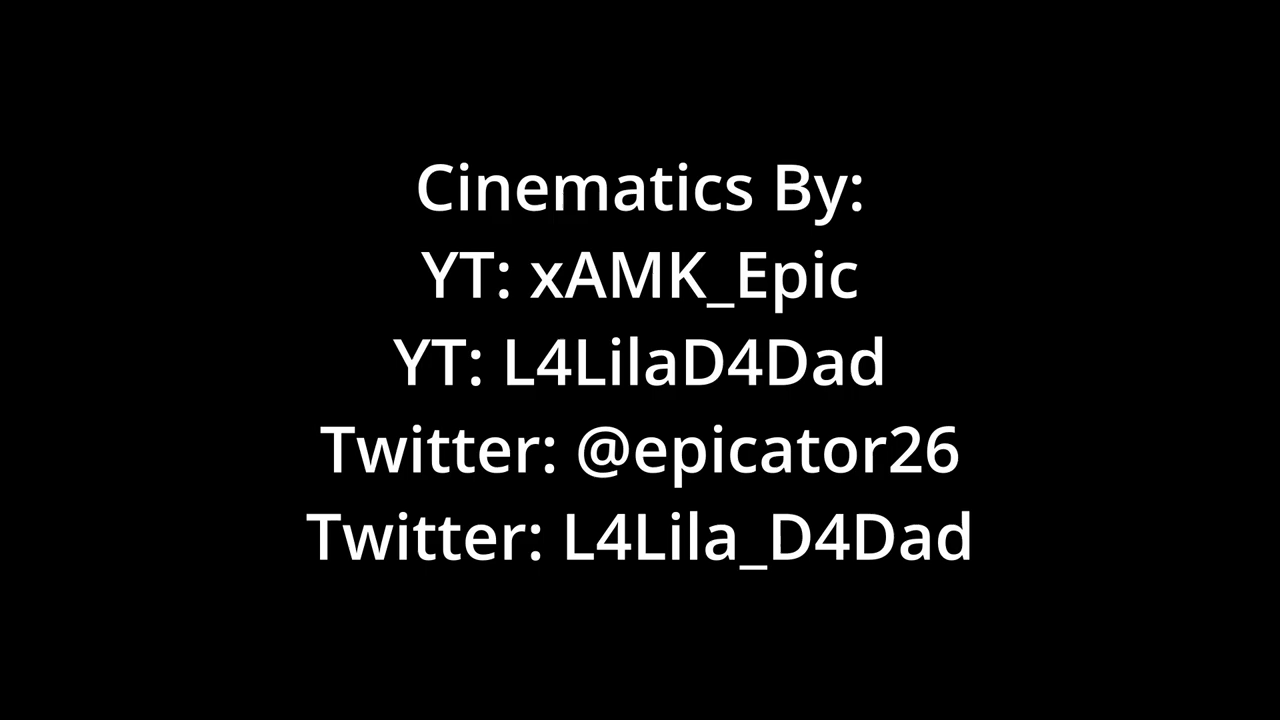 Cinematics By:
YT: xAMK_Epic
YT: L4LilaD4Dad
Twitter: @epicator26
Twitter: L4Lila_D4Dad